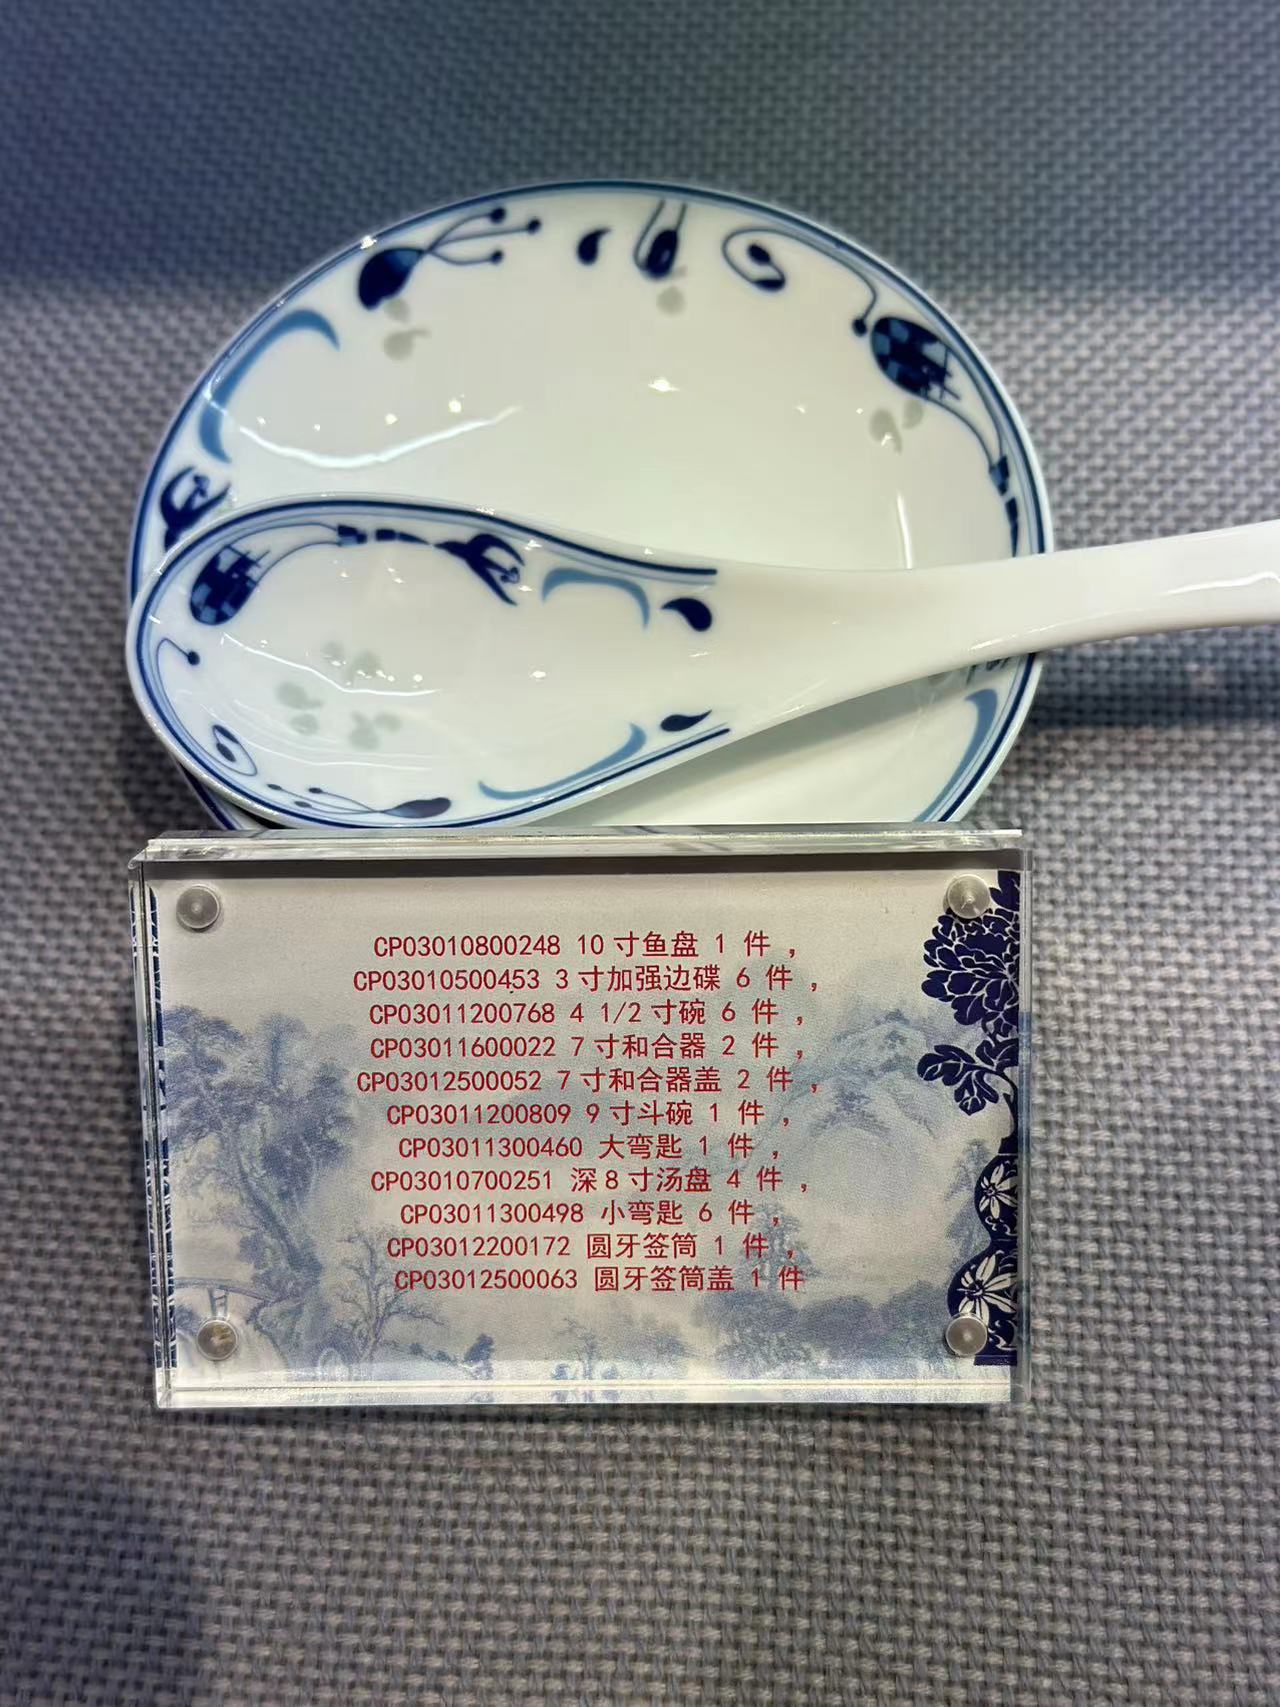 CP03010800248 10寸鱼盘 1 件，
CP03010500453 3寸加强边碟 6 件，
CP03011200768 4 1/2寸碗 6 件，
CP03011600022 7寸和合器 2 件，
CP03012500052 7寸和合器盖 2 件，
CP03011200809 9寸斗碗 1 件，
CP03011300460 大弯匙 1 件，
CP03010700251 深8寸汤盘 4 件，
CP03011300498 小弯匙 6 件，
CP03012200172 圆牙签筒 1 件，
CP03012500063 圆牙签筒盖 1 件